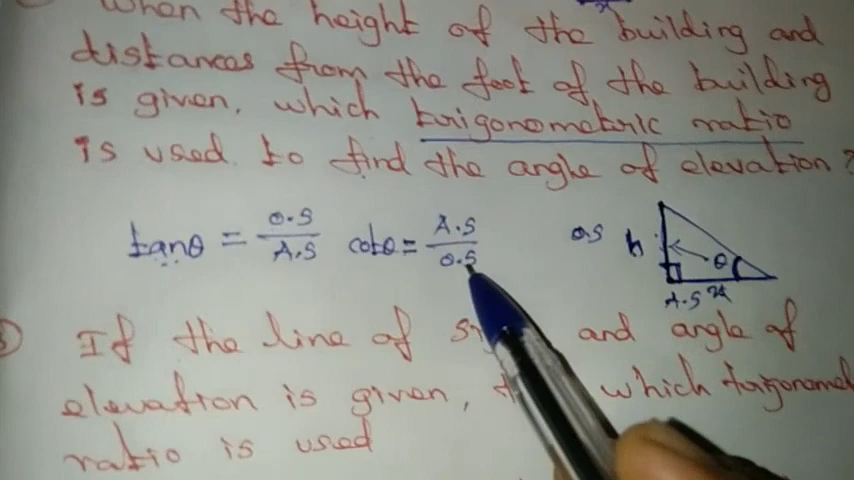 When the height of the building and
distances from the foot of the building
is given, which trigonometric ratio
is used to find the angle of elevation?
tanθ = O.S / A.S cotθ = A.S / O.S
OS h θ
A.S x
If the line of and angle of
elevation is given, which
ratio is used